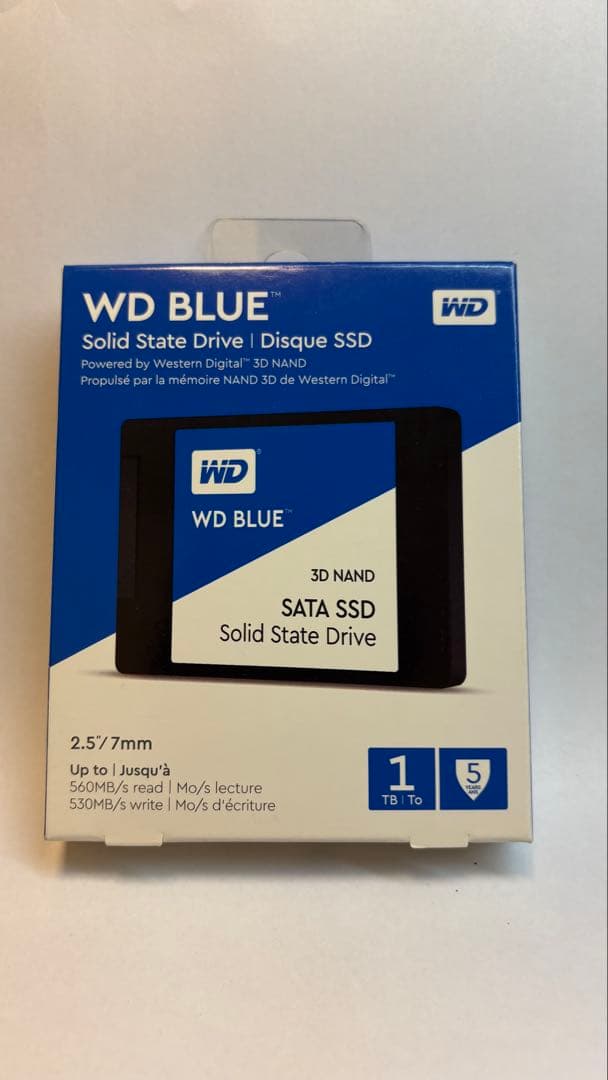 WD BLUE™
WD®
Solid State Drive | Disque SSD
Powered by Western Digital™ 3D NAND
Propulsé par la mémoire NAND 3D de Western Digital™
WD®
WD BLUE™
3D NAND
SATA SSD
Solid State Drive
2.5"/7mm
Up to | Jusqu'à
560MB/s read | Mo/s lecture
530MB/s write | Mo/s d'écriture
1
TB | To
5
YEARS
ANS